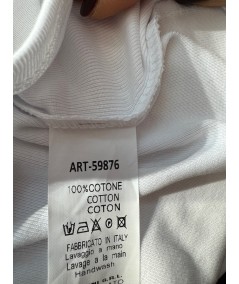 ART-59876
100%COTONE
COTTON
COTON
FABBRICATO IN ITALY
Lavaggio a mano
Lavage a la main
Handwash
S.R.L.